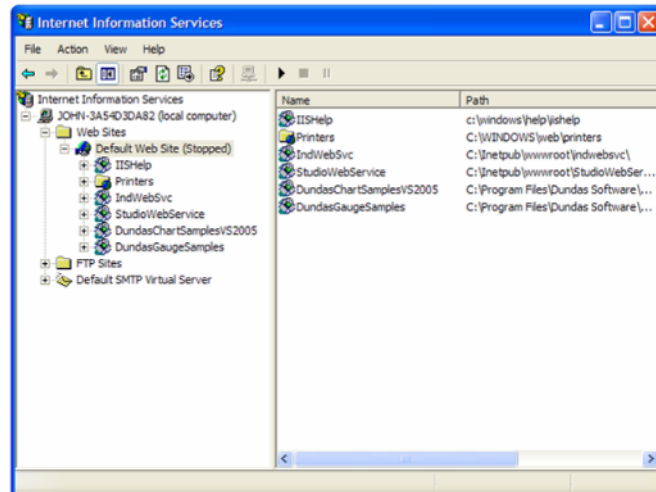 Internet Information Services
File Action View Help
Internet Information Services
JOHN-3A54D3DA82 (local computer)
Web Sites
Default Web Site (Stopped)
IISHelp
Printers
IndWebSvc
StudioWebService
DundasChartSamplesVS2005
DundasGaugeSamples
FTP Sites
Default SMTP Virtual Server
Name Path
IISHelp c:\windows\help\iishelp
Printers C:\WINDOWS\web\printers
IndWebSvc C:\Inetpub\wwwroot\indwebsvc\
StudioWebService C:\Inetpub\wwwroot\StudioWebSer...
DundasChartSamplesVS2005 C:\Program Files\Dundas Software\...
DundasGaugeSamples C:\Program Files\Dundas Software\...